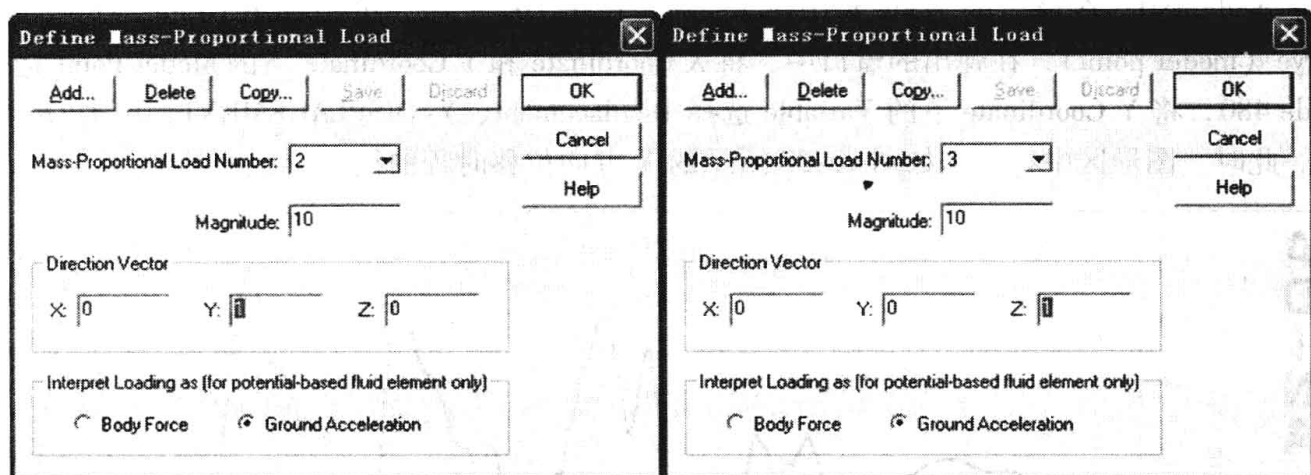 Define Mass-Proportional Load
Add... Delete Copy... Save Discard OK
Cancel
Mass-Proportional Load Number: 2
Help
Magnitude: 10
Direction Vector
X: 0 Y: 1 Z: 0
Interpret Loading as (for potential-based fluid element only)
Body Force Ground Acceleration
Define Mass-Proportional Load
Add... Delete Copy... Save Discard OK
Cancel
Mass-Proportional Load Number: 3
Help
Magnitude: 10
Direction Vector
X: 0 Y: 0 Z: 1
Interpret Loading as (for potential-based fluid element only)
Body Force Ground Acceleration